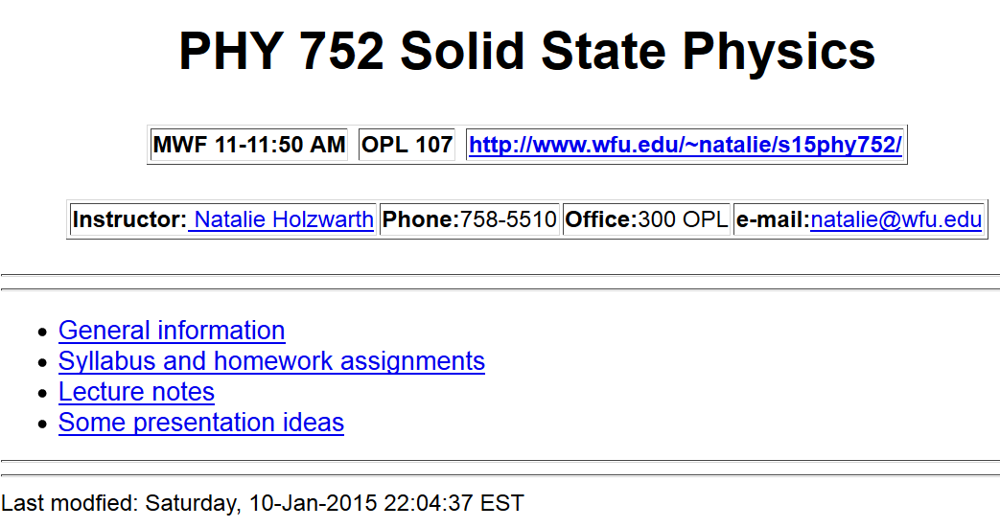 PHY 752 Solid State Physics
MWF 11-11:50 AM OPL 107 http://www.wfu.edu/~natalie/s15phy752/
Instructor: Natalie Holzwarth Phone:758-5510 Office:300 OPL e-mail:natalie@wfu.edu
• General information
• Syllabus and homework assignments
• Lecture notes
• Some presentation ideas
Last modfied: Saturday, 10-Jan-2015 22:04:37 EST